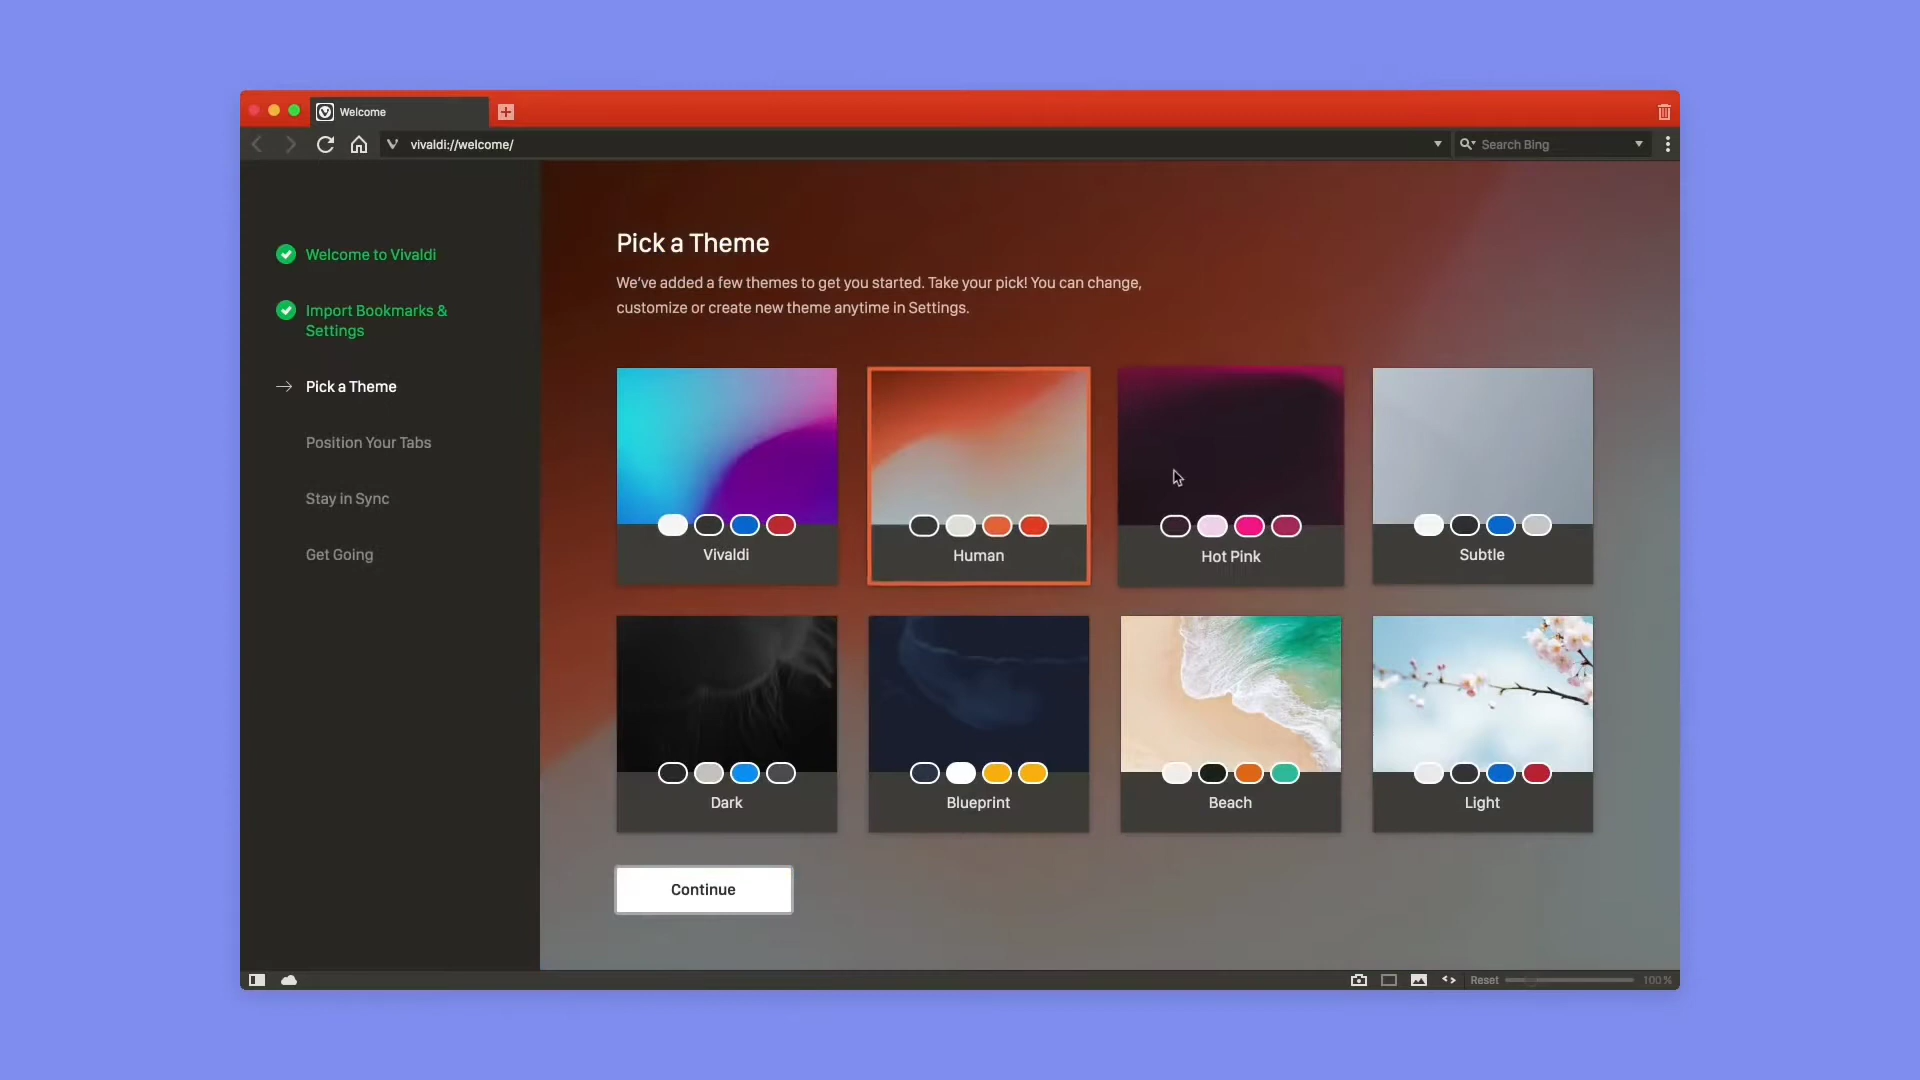 Welcome
vivaldi://welcome/
Search Bing
Welcome to Vivaldi
Import Bookmarks &
Settings
Pick a Theme
Position Your Tabs
Stay in Sync
Get Going
Pick a Theme
We've added a few themes to get you started. Take your pick! You can change,
customize or create new theme anytime in Settings.
Vivaldi
Human
Hot Pink
Subtle
Dark
Blueprint
Beach
Light
Continue
Reset
100 %